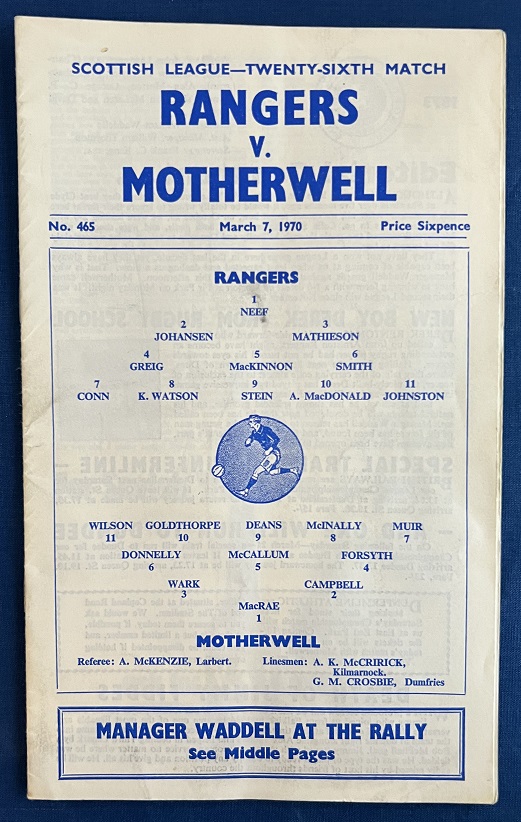 SCOTTISH LEAGUE—TWENTY-SIXTH MATCH
RANGERS
V.
MOTHERWELL
No. 465 March 7, 1970 Price Sixpence
RANGERS
1
NEEF
2 3
JOHANSEN MATHIESON
4 5 6
GREIG MacKINNON SMITH
7 8 9 10 11
CONN K. WATSON STEIN A. MacDONALD JOHNSTON
WILSON GOLDTHORPE DEANS McINALLY MUIR
11 10 9 8 7
DONNELLY McCALLUM FORSYTH
6 5 4
WARK CAMPBELL
3 2
MacRAE
1
MOTHERWELL
Referee: A. McKENZIE, Larbert. Linesmen: A. K. McCRIRICK,
Kilmarnock.
G. M. CROSBIE, Dumfries
MANAGER WADDELL AT THE RALLY
See Middle Pages